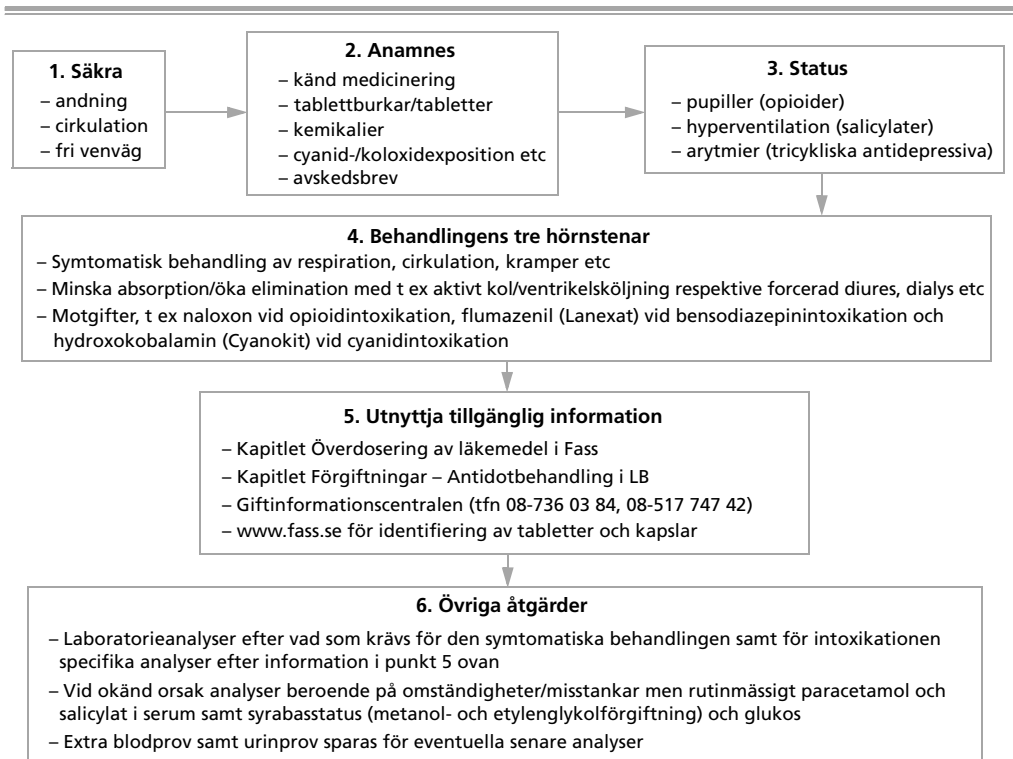 1. Säkra
– andning
– cirkulation
– fri venväg
2. Anamnes
– känd medicinering
– tablettburkar/tabletter
– kemikalier
– cyanid-/koloxidexposition etc
– avskedsbrev
3. Status
– pupiller (opioider)
– hyperventilation (salicylater)
– arytmier (tricykliska antidepressiva)
4. Behandlingens tre hörnstenar
– Symtomatisk behandling av respiration, cirkulation, kramper etc
– Minska absorption/öka elimination med t ex aktivt kol/ventrikelsköljning respektive forcerad diures, dialys etc
– Motgifter, t ex naloxon vid opioidintoxikation, flumazenil (Lanexat) vid bensodiazepinintoxikation och
hydroxokobalamin (Cyanokit) vid cyanidintoxikation
5. Utnyttja tillgänglig information
– Kapitlet Överdosering av läkemedel i Fass
– Kapitlet Förgiftningar – Antidotbehandling i LB
– Giftinformationscentralen (tfn 08-736 03 84, 08-517 747 42)
– www.fass.se för identifiering av tabletter och kapslar
6. Övriga åtgärder
– Laboratorieanalyser efter vad som krävs för den symtomatiska behandlingen samt för intoxikationen
specifika analyser efter information i punkt 5 ovan
– Vid okänd orsak analyser beroende på omständigheter/misstankar men rutinmässigt paracetamol och
salicylat i serum samt syrabasstatus (metanol- och etylenglykolförgiftning) och glukos
– Extra blodprov samt urinprov sparas för eventuella senare analyser